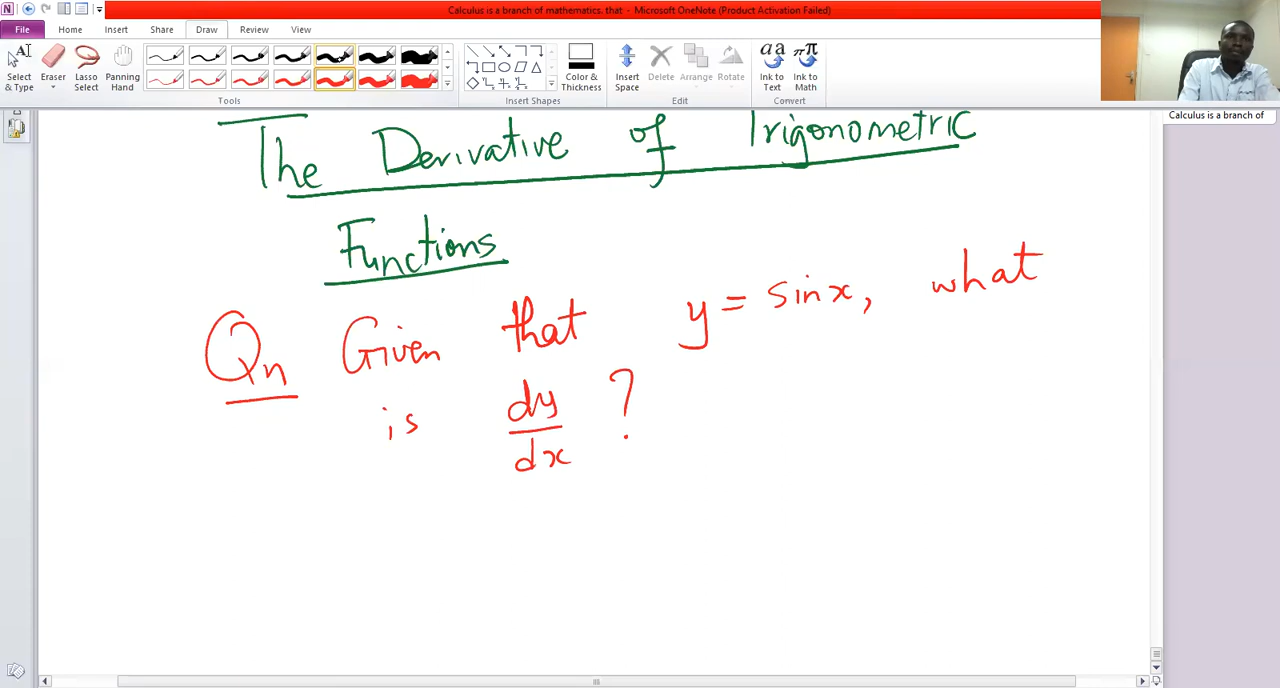 Calculus is a branch of mathematics. that - Microsoft OneNote (Product Activation Failed)
File Home Insert Share Draw Review View
Select & Type Eraser Lasso Select Panning Hand Color & Thickness Insert Space Delete Arrange Rotate Ink to Text Ink to Math
Tools Insert Shapes Edit Convert
Calculus is a branch of
The Derivative of Trigonometric
Functions
Qn Given that y = sinx, what
is dy/dx ?